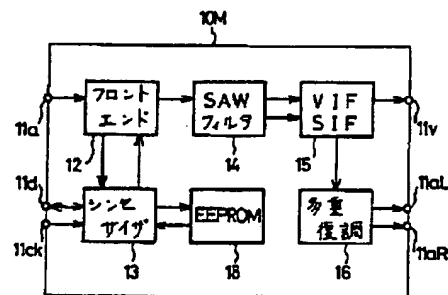 10M
フロント
エンド
SAW
フィルタ
VIF
SIF
11a
11v
12
14
15
11d
シンセ
サイザ
EEPROM
多重
復調
11aL
11ck
11aR
13
18
16